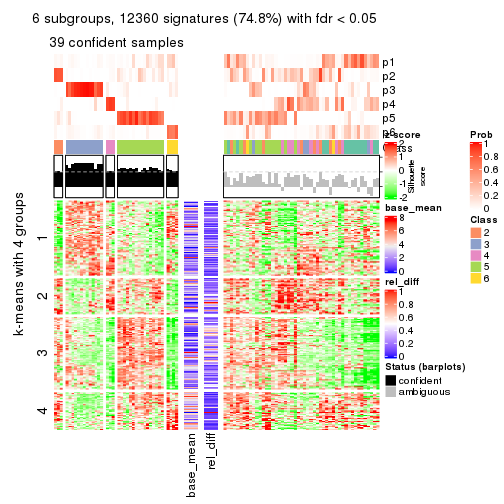 6 subgroups, 12360 signatures (74.8%) with fdr < 0.05
39 confident samples
p1
p2
p3
p4
p5
p6
Class
Silhouette
score
z-score
2
1
0
-1
-2
base_mean
8
6
4
2
0
rel_diff
1
0.8
0.6
0.4
0.2
0
Status (barplots)
confident
ambiguous
Prob
1
0.8
0.6
0.4
0.2
0
Class
2
3
4
5
6
k-means with 4 groups
1
2
3
4
base_mean
rel_diff